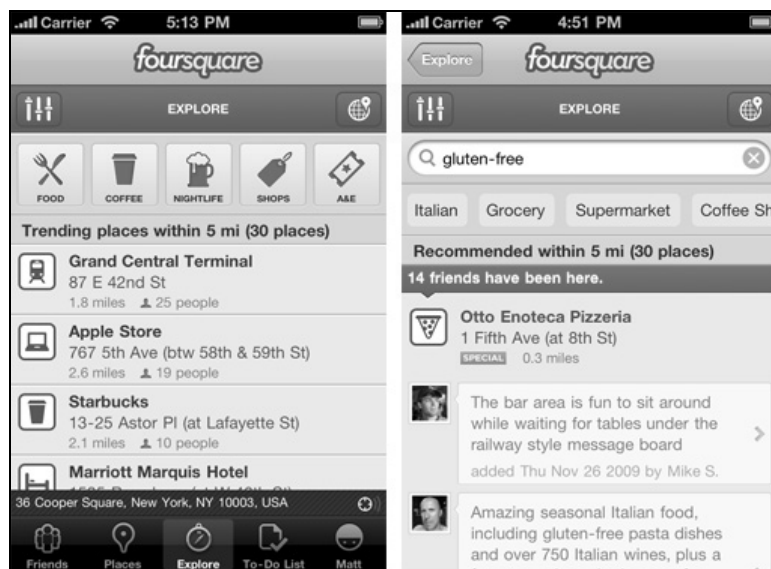 Carrier 5:13 PM
foursquare
EXPLORE
FOOD COFFEE NIGHTLIFE SHOPS A&E
Trending places within 5 mi (30 places)
Grand Central Terminal
87 E 42nd St
1.8 miles 25 people
Apple Store
767 5th Ave (btw 58th & 59th St)
2.6 miles 19 people
Starbucks
13-25 Astor Pl (at Lafayette St)
2.1 miles 10 people
Marriott Marquis Hotel
36 Cooper Square, New York, NY 10003, USA
Friends Places Explore To-Do List Matt
Carrier 4:51 PM
Explore foursquare
EXPLORE
gluten-free
Italian Grocery Supermarket Coffee Sh
Recommended within 5 mi (30 places)
14 friends have been here.
Otto Enoteca Pizzeria
1 Fifth Ave (at 8th St)
SPECIAL 0.3 miles
The bar area is fun to sit around
while waiting for tables under the
railway style message board
added Thu Nov 26 2009 by Mike S.
Amazing seasonal Italian food,
including gluten-free pasta dishes
and over 750 Italian wines, plus a